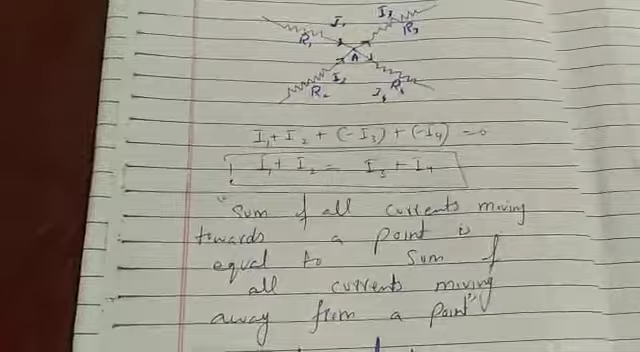 I₁ I₃
R₁ R₃
A
I₂
R₂ I₄ R₄
I₁ + I₂ + (-I₃) + (-I₄) = 0
I₁ + I₂ = I₃ + I₄
"Sum of all currents moving
towards a point is
equal to sum of
all currents moving
away from a point"